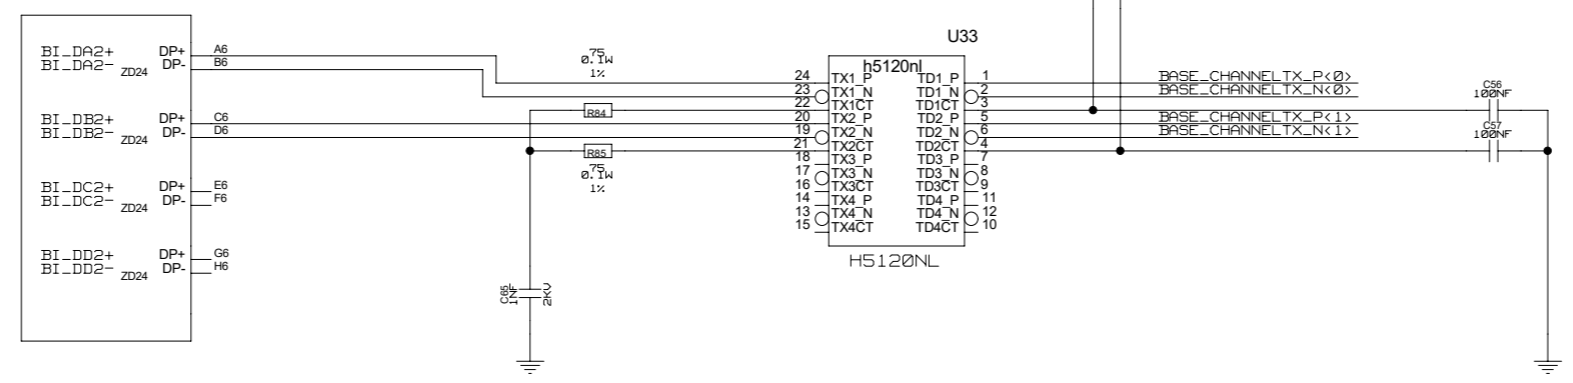 U33
h5120nl
BI_DA2+ DP+ A6
BI_DA2- ZD24 DP- B6
75
0.1W
1%
24 TX1_P TD1_P 1 BASE_CHANNELTX_P<0>
23 TX1_N TD1_N 2 BASE_CHANNELTX_N<0>
22 TX1CT TD1CT 3
C56
100NF
R84
BI_DB2+ DP+ C6
BI_DB2- ZD24 DP- D6
20 TX2_P TD2_P 5 BASE_CHANNELTX_P<1>
19 TX2_N TD2_N 6 BASE_CHANNELTX_N<1>
21 TX2CT TD2CT 4
C57
100NF
R85
75
0.1W
1%
18 TX3_P TD3_P 7
17 TX3_N TD3_N 8
16 TX3CT TD3CT 9
BI_DC2+ DP+ E6
BI_DC2- ZD24 DP- F6
14 TX4_P TD4_P 11
13 TX4_N TD4_N 12
15 TX4CT TD4CT 10
BI_DD2+ DP+ G6
BI_DD2- ZD24 DP- H6
H5120NL
C65
1NF
2KV